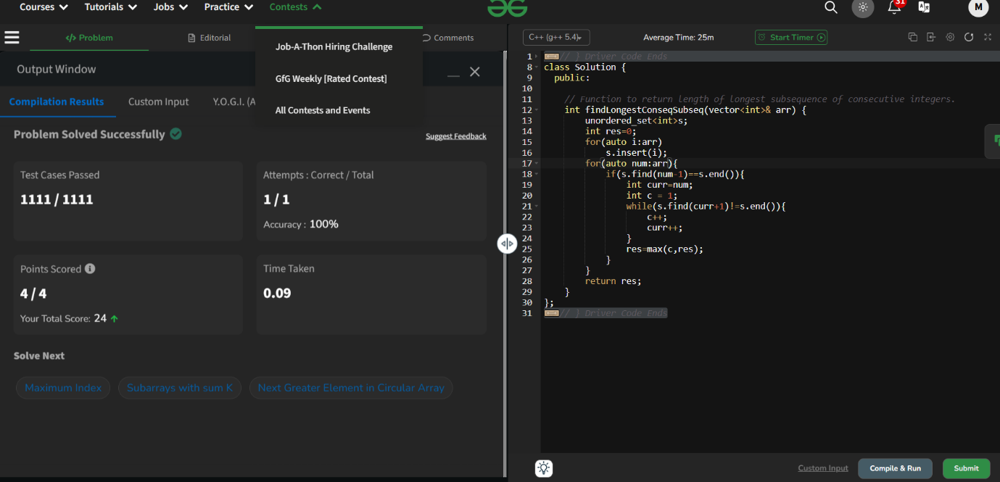 Courses Tutorials Jobs Practice Contests
31
M
Problem Editorial Comments
Job-A-Thon Hiring Challenge
GfG Weekly [Rated Contest]
All Contests and Events
Output Window
Compilation Results Custom Input Y.O.G.I. (A
Problem Solved Successfully
Suggest Feedback
Test Cases Passed
1111 / 1111
Attempts : Correct / Total
1 / 1
Accuracy : 100%
Points Scored
4 / 4
Your Total Score: 24
Time Taken
0.09
Solve Next
Maximum Index Subarrays with sum K Next Greater Element in Circular Array
C++ (g++ 5.4) Average Time: 25m Start Timer
1 // } Driver Code Ends
8 class Solution {
9 public:
10
11 // Function to return length of longest subsequence of consecutive integers.
12 int findLongestConseqSubseq(vector<int>& arr) {
13 unordered_set<int>s;
14 int res=0;
15 for(auto i:arr)
16 s.insert(i);
17 for(auto num:arr){
18 if(s.find(num-1)==s.end()){
19 int curr=num;
20 int c = 1;
21 while(s.find(curr+1)!=s.end()){
22 c++;
23 curr++;
24 }
25 res=max(c,res);
26 }
27 }
28 return res;
29 }
30 };
31 // } Driver Code Ends
Custom Input Compile & Run Submit